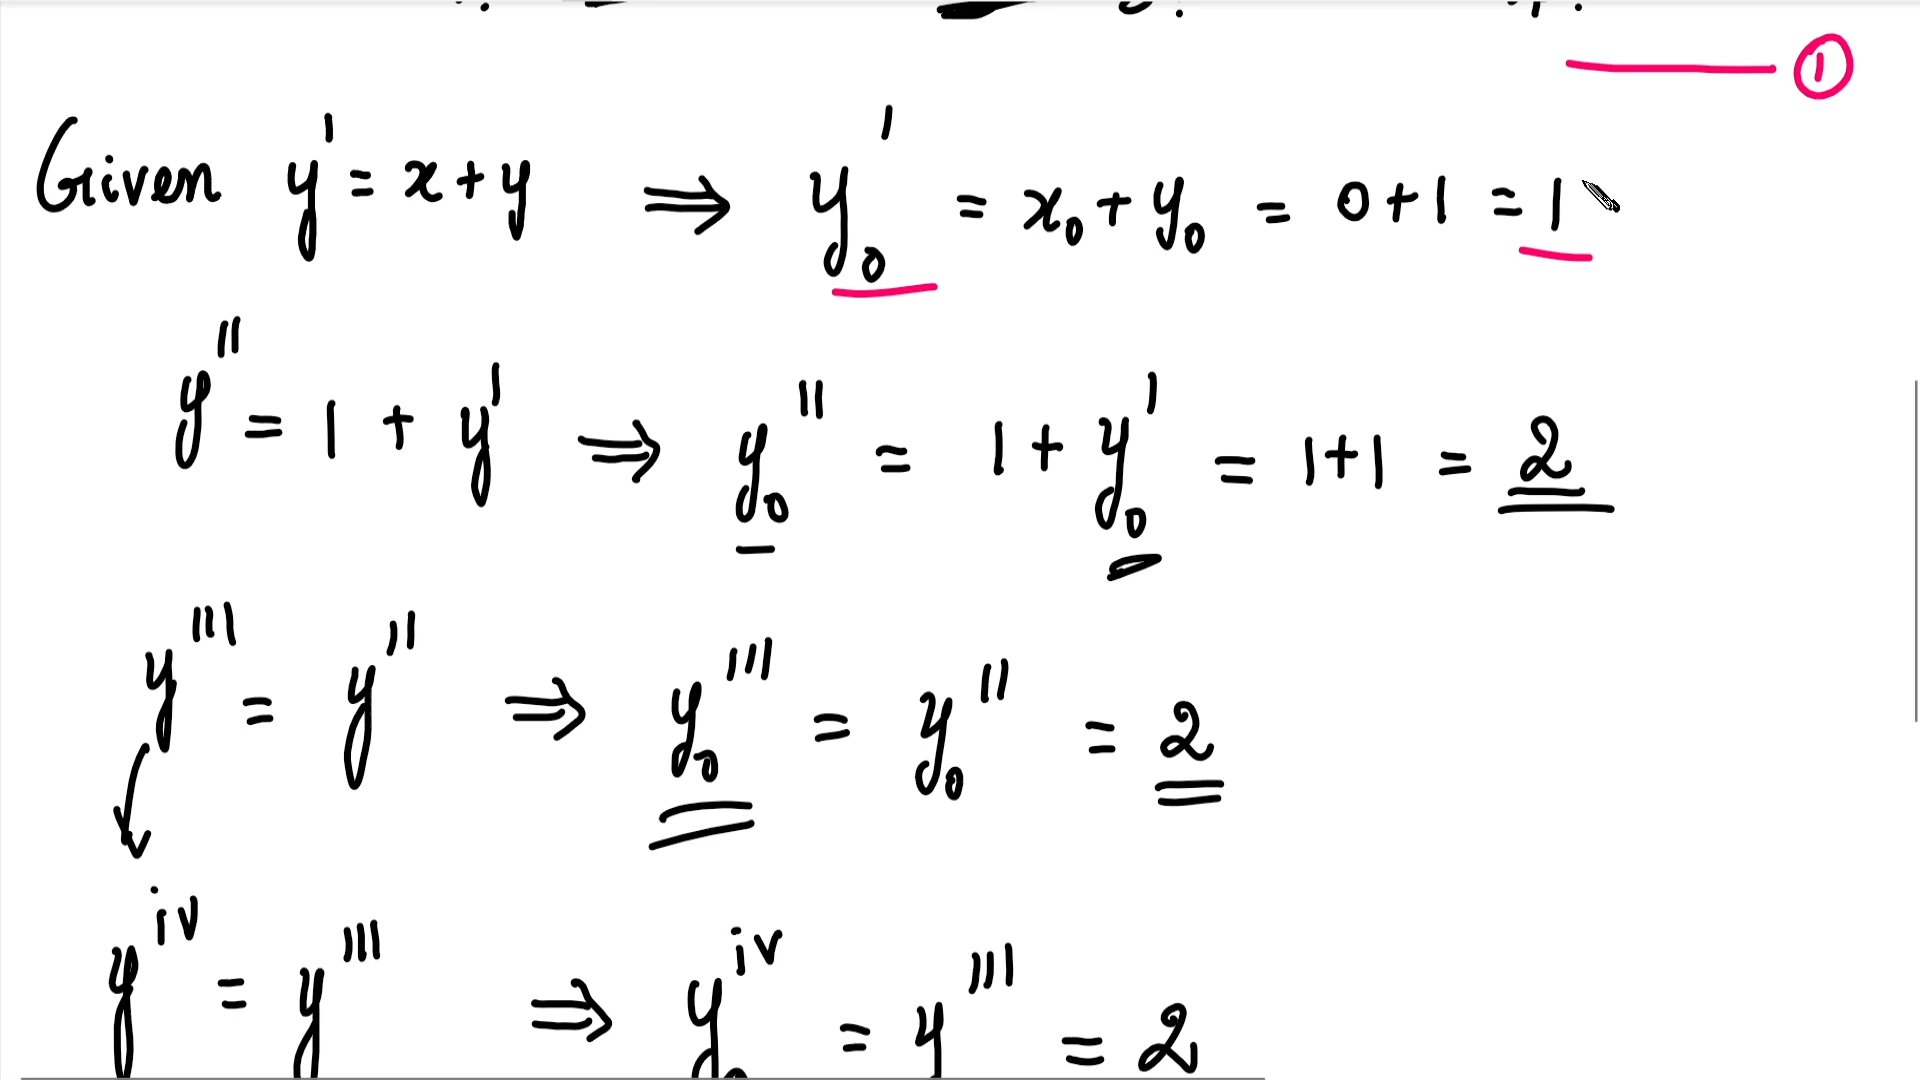 ①
Given y' = x+y ⟹ y₀' = x₀+y₀ = 0+1 = 1
y'' = 1 + y' ⟹ y₀'' = 1 + y₀' = 1+1 = 2
y''' = y'' ⟹ y₀''' = y₀'' = 2
y^iv = y''' ⟹ y₀^iv = y''' = 2